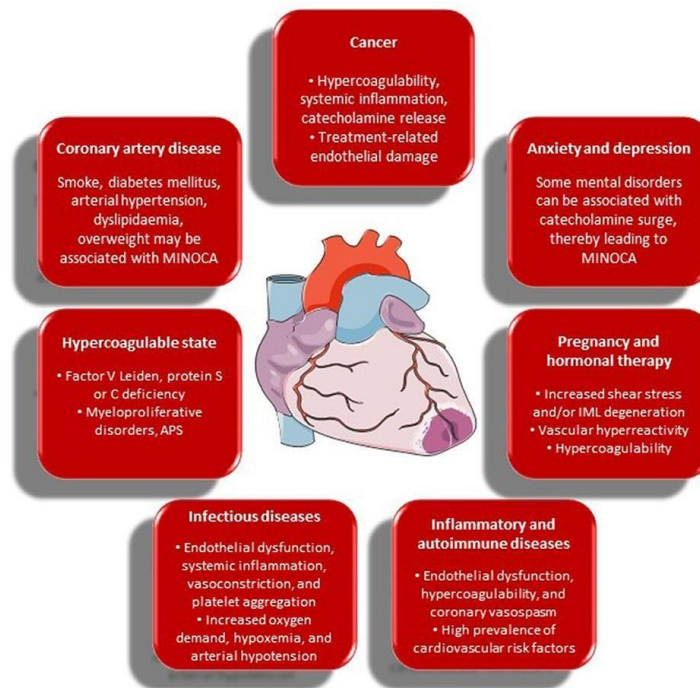 Cancer
• Hypercoagulability,
systemic inflammation,
catecholamine release
• Treatment-related
endothelial damage
Coronary artery disease
Smoke, diabetes mellitus,
arterial hypertension,
dyslipidaemia,
overweight may be
associated with MINOCA
Anxiety and depression
Some mental disorders
can be associated with
catecholamine surge,
thereby leading to
MINOCA
Hypercoagulable state
• Factor V Leiden, protein S
or C deficiency
• Myeloproliferative
disorders, APS
Pregnancy and
hormonal therapy
• Increased shear stress
and/or IML degeneration
• Vascular hyperreactivity
• Hypercoagulability
Infectious diseases
• Endothelial dysfunction,
systemic inflammation,
vasoconstriction, and
platelet aggregation
• Increased oxygen
demand, hypoxemia, and
arterial hypotension
Inflammatory and
autoimmune diseases
• Endothelial dysfunction,
hypercoagulability, and
coronary vasospasm
• High prevalence of
cardiovascular risk factors